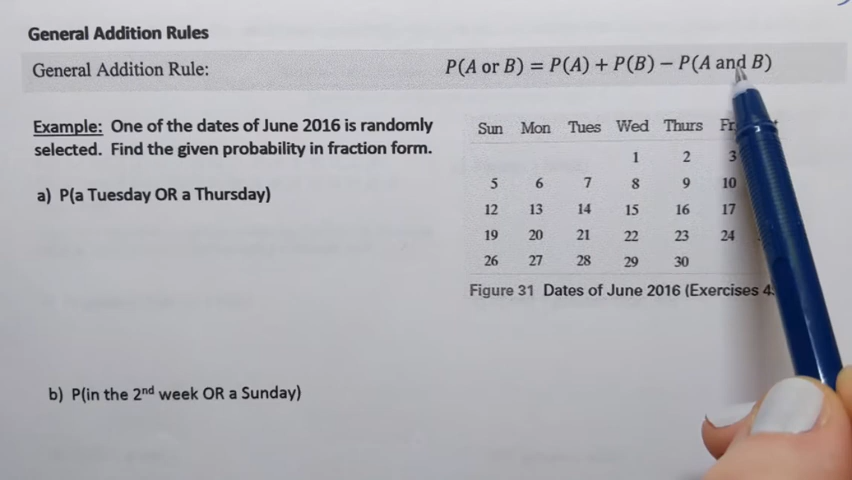 General Addition Rules
General Addition Rule: P(A or B) = P(A) + P(B) − P(A and B)
Example: One of the dates of June 2016 is randomly
selected. Find the given probability in fraction form.
a) P(a Tuesday OR a Thursday)
Sun Mon Tues Wed Thurs
1 2 3
5 6 7 8 9 10
12 13 14 15 16 17
19 20 21 22 23 24
26 27 28 29 30
Figure 31 Dates of June 2016 (Exercises
b) P(in the 2nd week OR a Sunday)